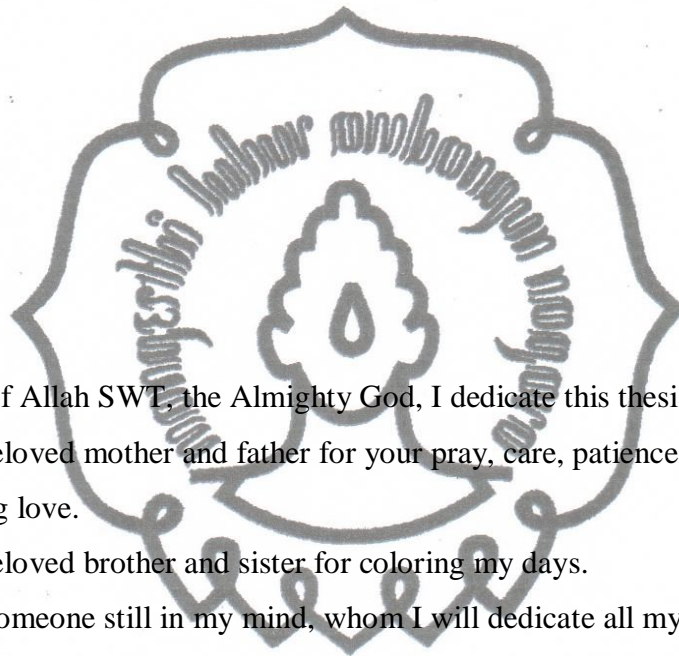 of Allah SWT, the Almighty God, I dedicate this thesi
eloved mother and father for your pray, care, patience
g love.
eloved brother and sister for coloring my days.
omeone still in my mind, whom I will dedicate all my